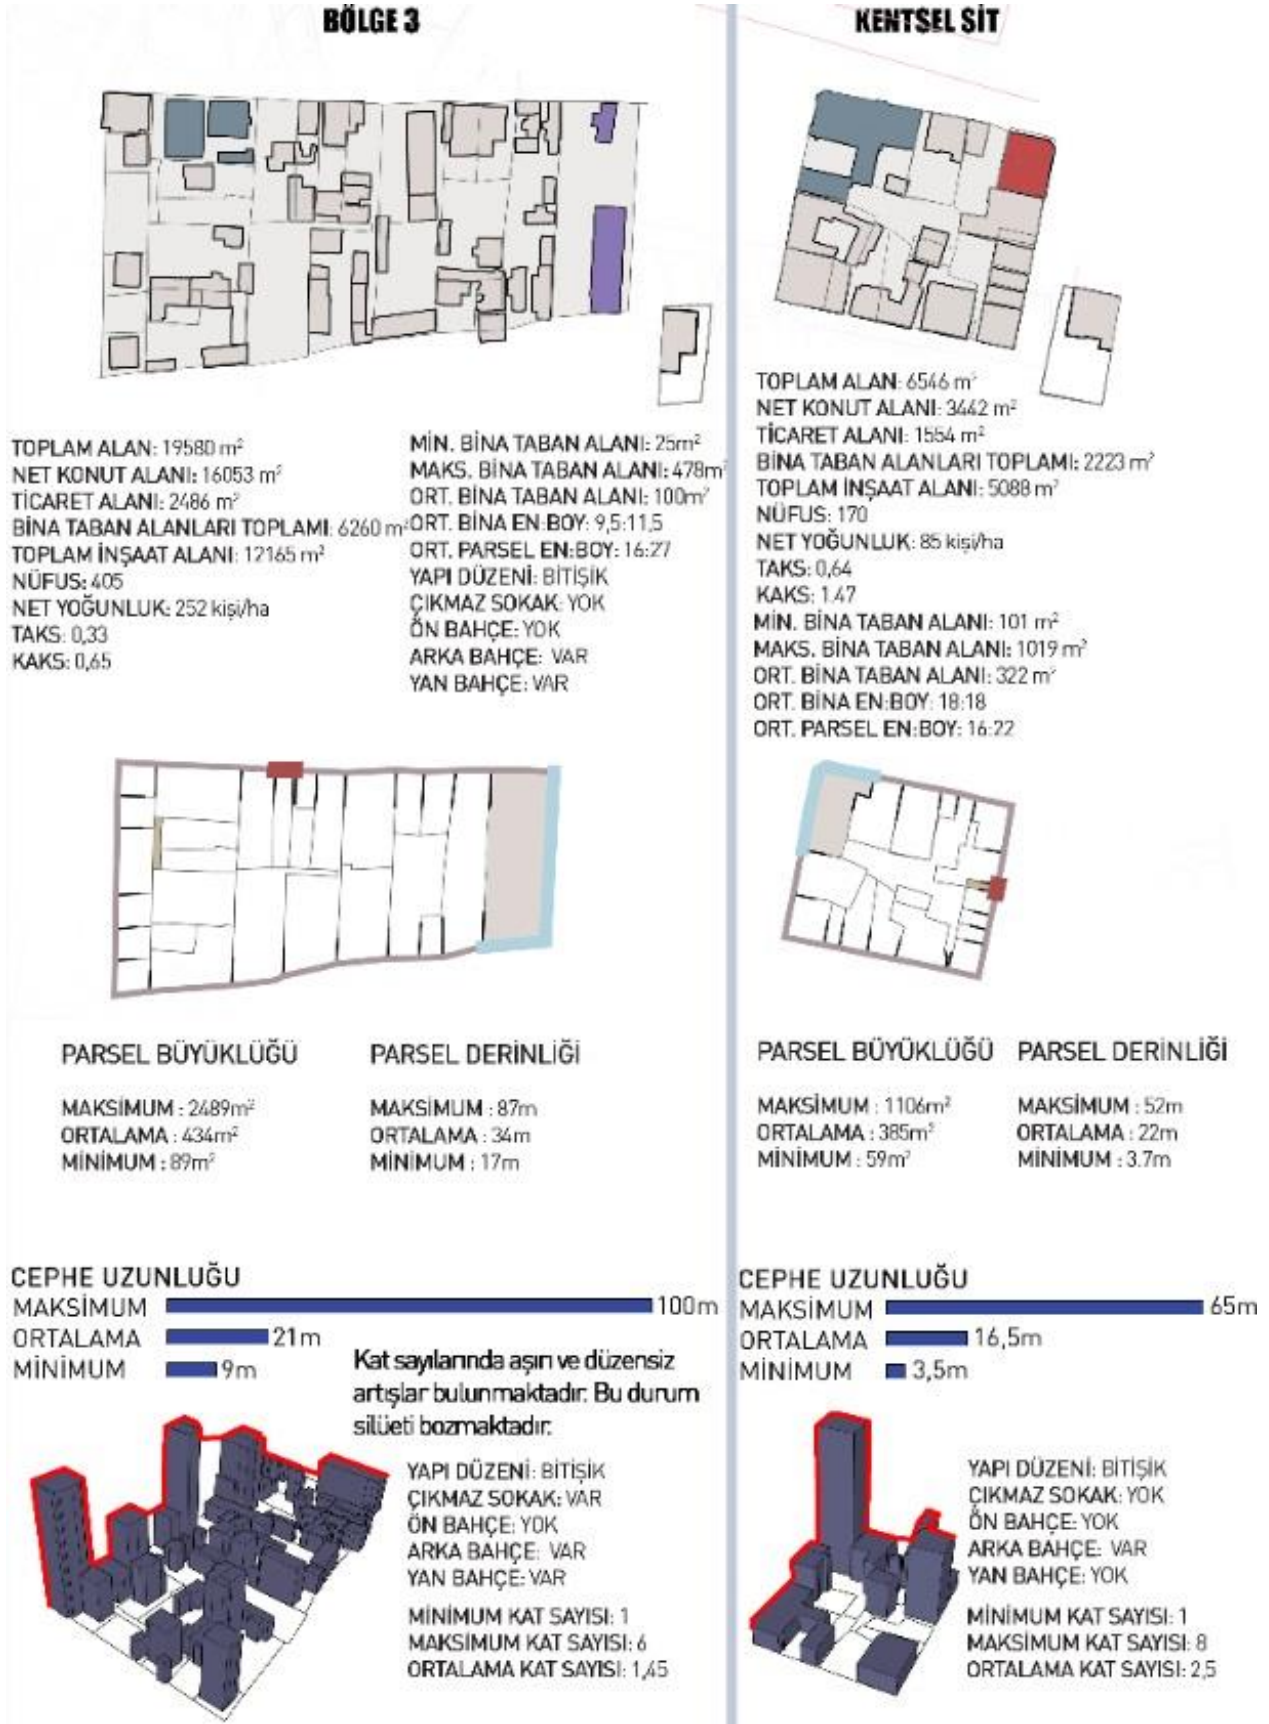 BÖLGE 3
TOPLAM ALAN: 19580 m²
NET KONUT ALANI: 16053 m²
TİCARET ALANI: 2486 m²
BİNA TABAN ALANLARI TOPLAMI: 6260 m²
TOPLAM İNŞAAT ALANI: 12165 m²
NÜFUS: 405
NET YOĞUNLUK: 252 kişi/ha
TAKS: 0,33
KAKS: 0,65
MİN. BİNA TABAN ALANI: 25m²
MAKS. BİNA TABAN ALANI: 478m²
ORT. BİNA TABAN ALANI: 100m²
ORT. BİNA EN:BOY: 9,5:11,5
ORT. PARSEL EN:BOY: 16:27
YAPI DÜZENİ: BİTİŞİK
ÇIKMAZ SOKAK: YOK
ÖN BAHÇE: YOK
ARKA BAHÇE: VAR
YAN BAHÇE: VAR
PARSEL BÜYÜKLÜĞÜ
MAKSİMUM : 2489m²
ORTALAMA : 434m²
MİNİMUM : 89m²
PARSEL DERİNLİĞİ
MAKSİMUM : 87m
ORTALAMA : 34m
MİNİMUM : 17m
CEPHE UZUNLUĞU
MAKSİMUM 100m
ORTALAMA 21m
MİNİMUM 9m
Kat sayılarında aşırı ve düzensiz
artışlar bulunmaktadır. Bu durum
silüeti bozmaktadır.
YAPI DÜZENİ: BİTİŞİK
ÇIKMAZ SOKAK: VAR
ÖN BAHÇE: YOK
ARKA BAHÇE: VAR
YAN BAHÇE: VAR
MİNİMUM KAT SAYISI: 1
MAKSİMUM KAT SAYISI: 6
ORTALAMA KAT SAYISI: 1,45
KENTSEL SİT
TOPLAM ALAN: 6546 m²
NET KONUT ALANI: 3442 m²
TİCARET ALANI: 1554 m²
BİNA TABAN ALANLARI TOPLAMI: 2223 m²
TOPLAM İNŞAAT ALANI: 5088 m²
NÜFUS: 170
NET YOĞUNLUK: 85 kişi/ha
TAKS: 0,64
KAKS: 1.47
MİN. BİNA TABAN ALANI: 101 m²
MAKS. BİNA TABAN ALANI: 1019 m²
ORT. BİNA TABAN ALANI: 322 m²
ORT. BİNA EN:BOY: 18:18
ORT. PARSEL EN:BOY: 16:22
PARSEL BÜYÜKLÜĞÜ
MAKSİMUM : 1106m²
ORTALAMA : 385m²
MİNİMUM : 59m²
PARSEL DERİNLİĞİ
MAKSİMUM : 52m
ORTALAMA : 22m
MİNİMUM : 3.7m
CEPHE UZUNLUĞU
MAKSİMUM 65m
ORTALAMA 16,5m
MİNİMUM 3,5m
YAPI DÜZENİ: BİTİŞİK
ÇIKMAZ SOKAK: YOK
ÖN BAHÇE: YOK
ARKA BAHÇE: VAR
YAN BAHÇE: YOK
MİNİMUM KAT SAYISI: 1
MAKSİMUM KAT SAYISI: 8
ORTALAMA KAT SAYISI: 2,5